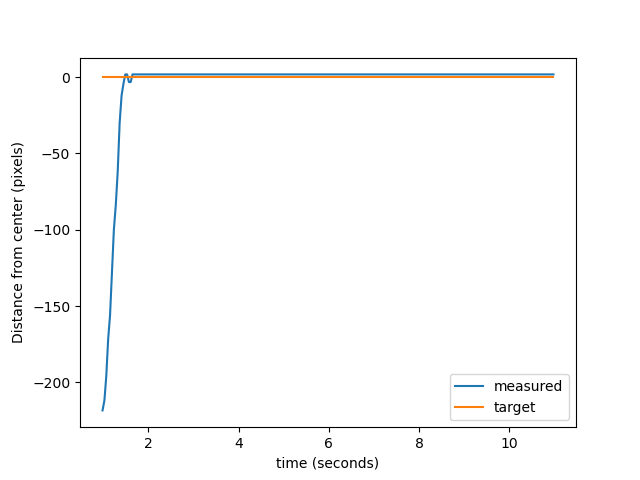 0
−50
−100
−150
−200
Distance from center (pixels)
2
4
6
8
10
time (seconds)
measured
target